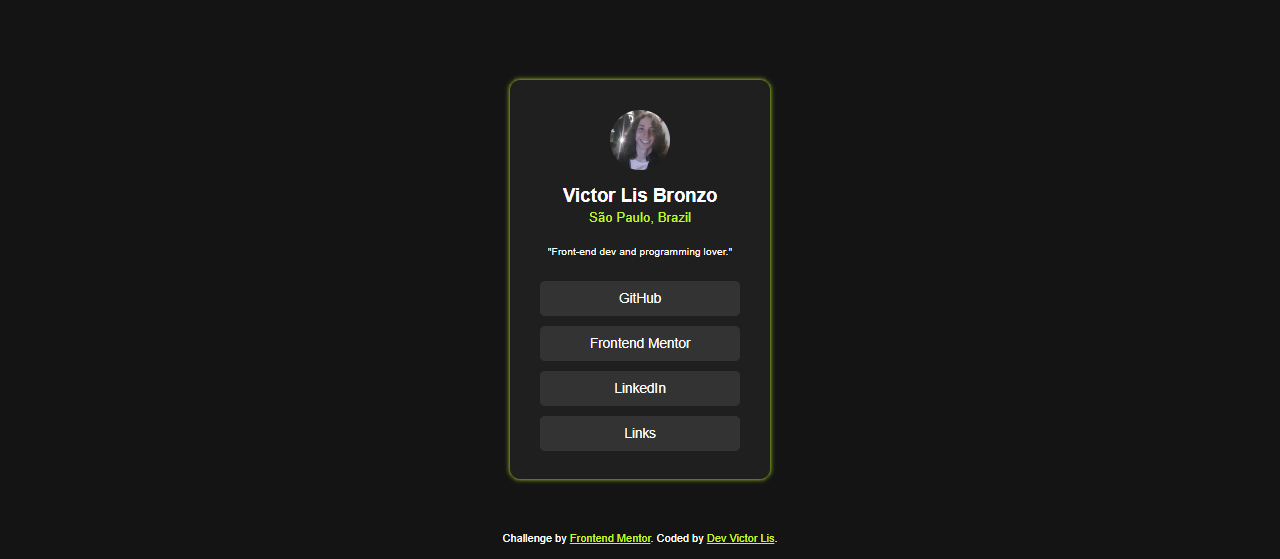 Victor Lis Bronzo
São Paulo, Brazil
"Front-end dev and programming lover."
GitHub
Frontend Mentor
LinkedIn
Links
Challenge by Frontend Mentor. Coded by Dev Victor Lis.